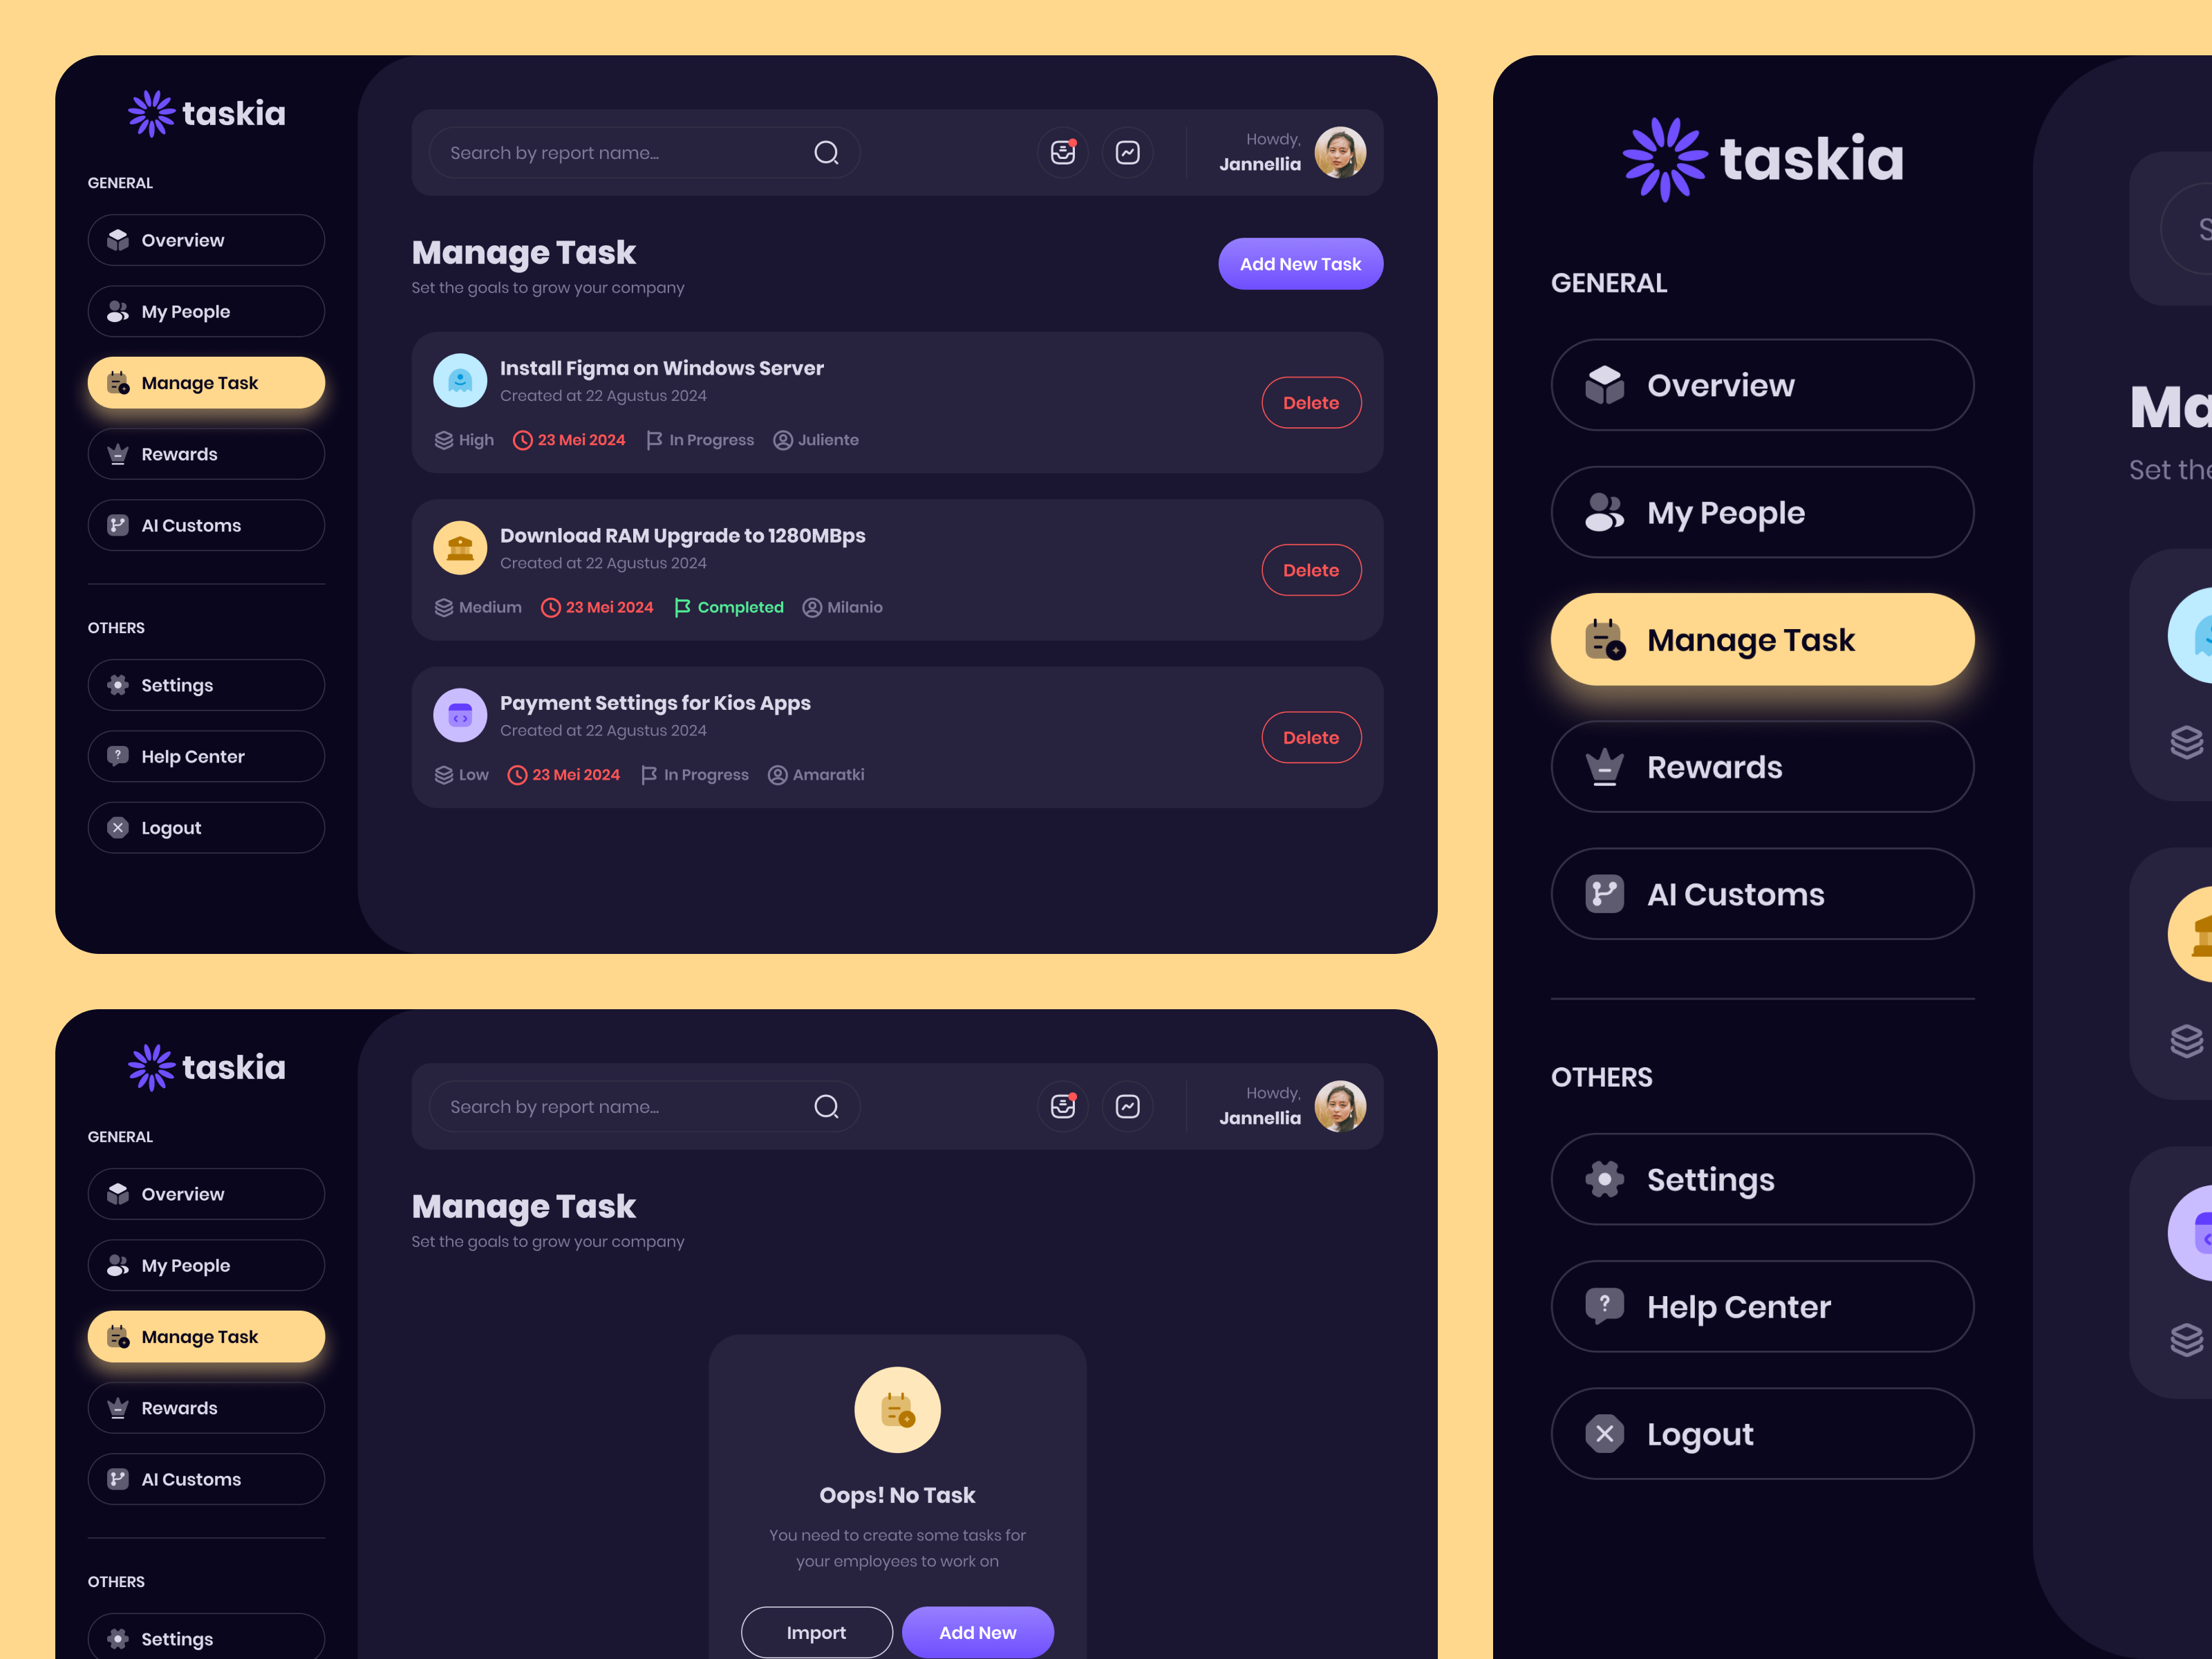 taskia
GENERAL
Overview
My People
Manage Task
Rewards
AI Customs
OTHERS
Settings
Help Center
Logout
Search by report name...
Howdy,
Jannellia
Manage Task
Set the goals to grow your company
Add New Task
Install Figma on Windows Server
Created at 22 Agustus 2024
High 23 Mei 2024 In Progress Juliente
Delete
Download RAM Upgrade to 1280MBps
Created at 22 Agustus 2024
Medium 23 Mei 2024 Completed Milanio
Delete
Payment Settings for Kios Apps
Created at 22 Agustus 2024
Low 23 Mei 2024 In Progress Amaratki
Delete
taskia
GENERAL
Overview
My People
Manage Task
Rewards
AI Customs
OTHERS
Settings
Search by report name...
Howdy,
Jannellia
Manage Task
Set the goals to grow your company
Oops! No Task
You need to create some tasks for
your employees to work on
Import
Add New
taskia
GENERAL
Overview
My People
Manage Task
Rewards
AI Customs
OTHERS
Settings
Help Center
Logout
Set